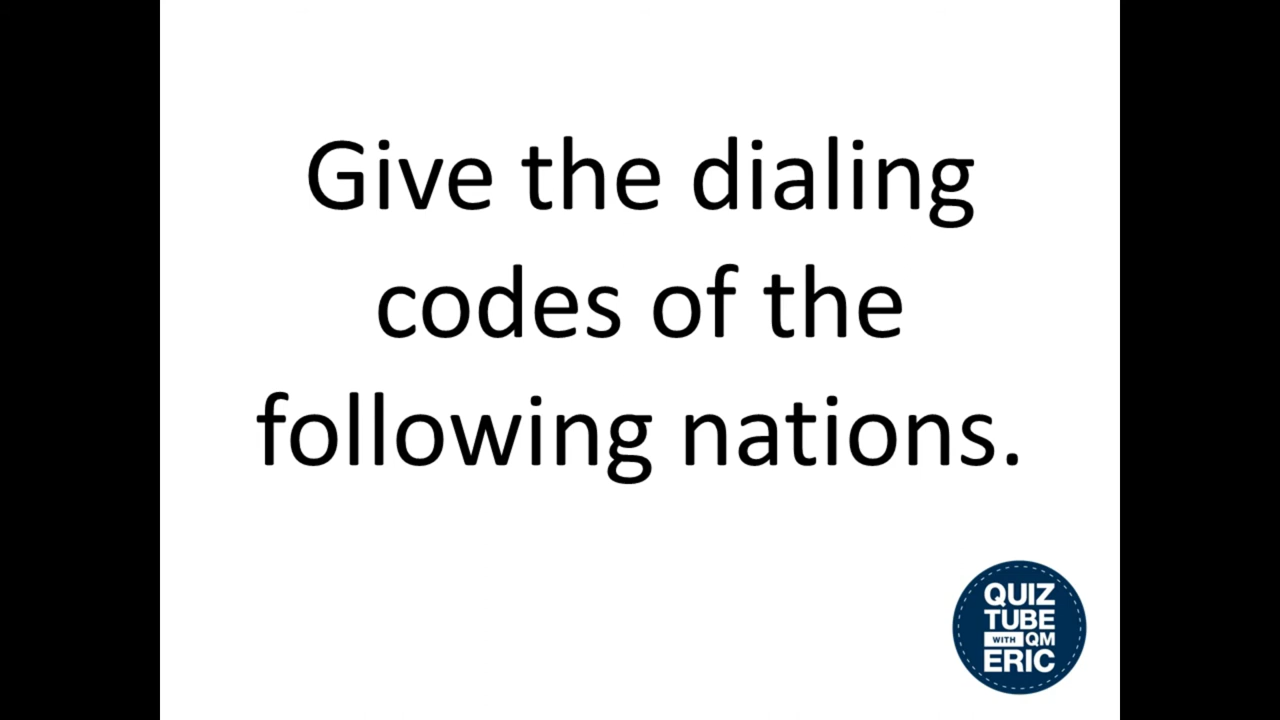 Give the dialing
codes of the
following nations.
QUIZ
TUBE
WITH QM
ERIC